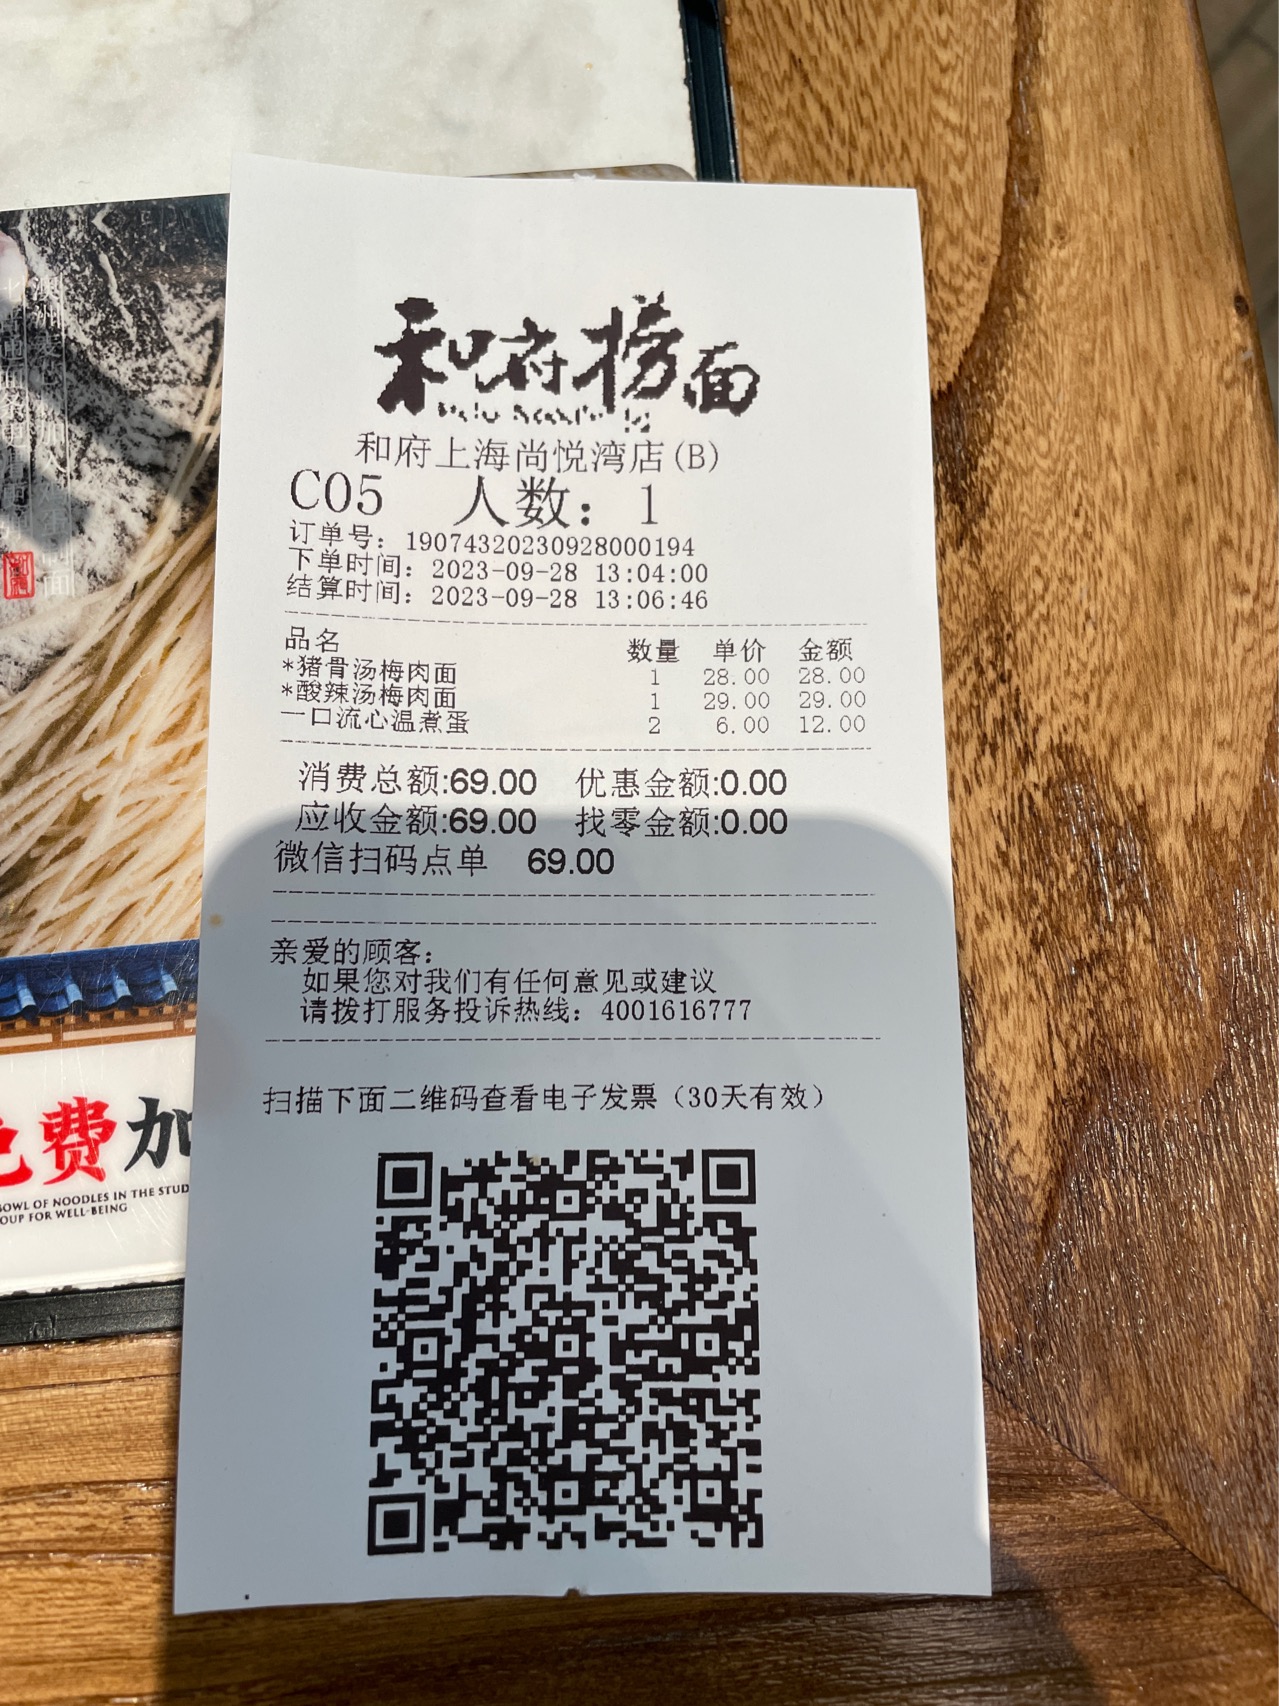 和府捞面
和府上海尚悦湾店(B)
C05 人数：1
订单号：19074320230928000194
下单时间：2023-09-28 13:04:00
结算时间：2023-09-28 13:06:46
品名 数量 单价 金额
*猪骨汤梅肉面 1 28.00 28.00
*酸辣汤梅肉面 1 29.00 29.00
一口流心温煮蛋 2 6.00 12.00
消费总额:69.00 优惠金额:0.00
应收金额:69.00 找零金额:0.00
微信扫码点单 69.00
亲爱的顾客：
如果您对我们有任何意见或建议
请拨打服务投诉热线：4001616777
扫描下面二维码查看电子发票（30天有效）
免费加
BOWL OF NOODLES IN THE STUD
OUP FOR WELL-BEING